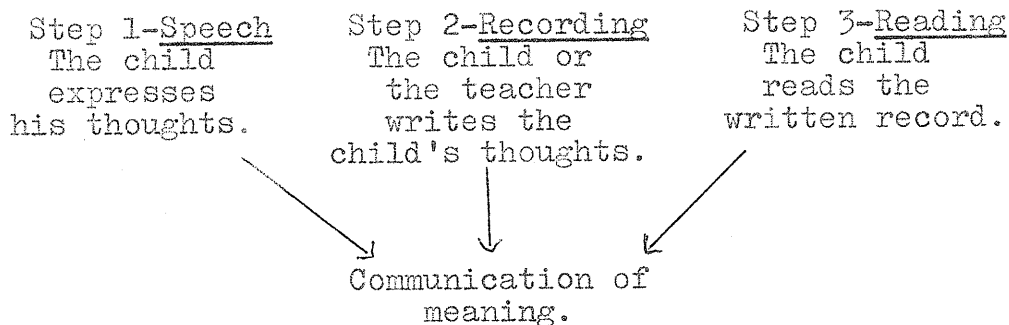 Step 1-Speech
The child
expresses
his thoughts.
Step 2-Recording
The child or
the teacher
writes the
child's thoughts.
Step 3-Reading
The child
reads the
written record.
Communication of
meaning.